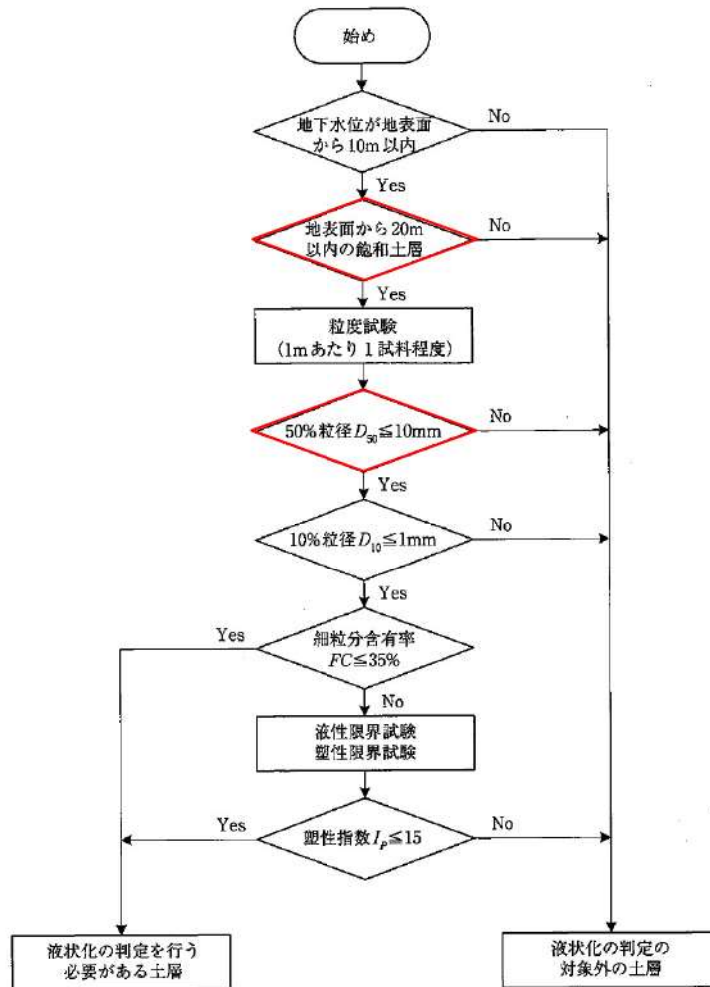 始め
地下水位が地表面
から10m以内
No
Yes
地表面から20m
以内の飽和土層
No
Yes
粒度試験
(1mあたり1試料程度)
50%粒径D50≦10mm
No
Yes
10%粒径D10≦1mm
No
Yes
細粒分含有率
FC≦35%
Yes
No
液性限界試験
塑性限界試験
Yes
塑性指数IP≦15
No
液状化の判定を行う
必要がある土層
液状化の判定の
対象外の土層